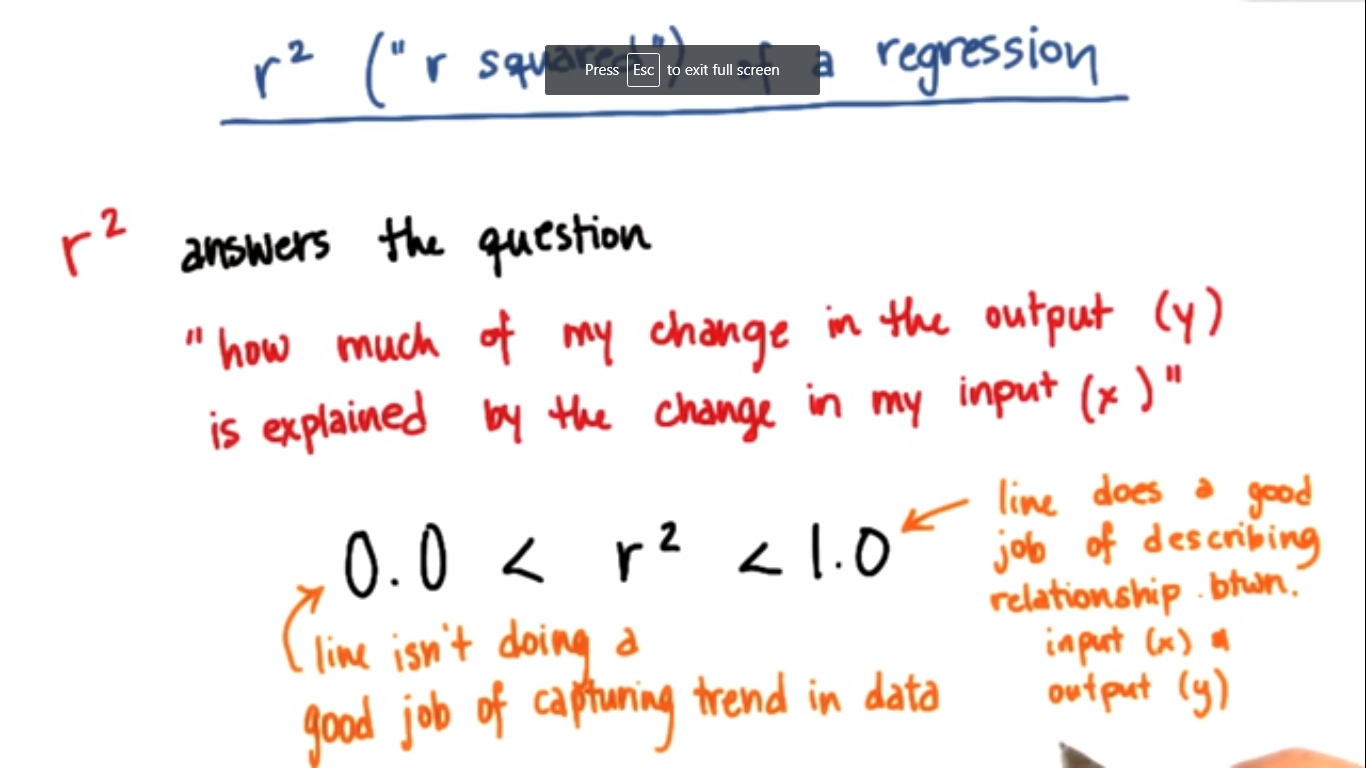 r² ("r squared") of a regression
Press Esc to exit full screen
r² answers the question
"how much of my change in the output (y)
is explained by the change in my input (x)"
0.0 < r² < 1.0
line does a good
job of describing
relationship btwn.
input (x) &
output (y)
line isn't doing a
good job of capturing trend in data